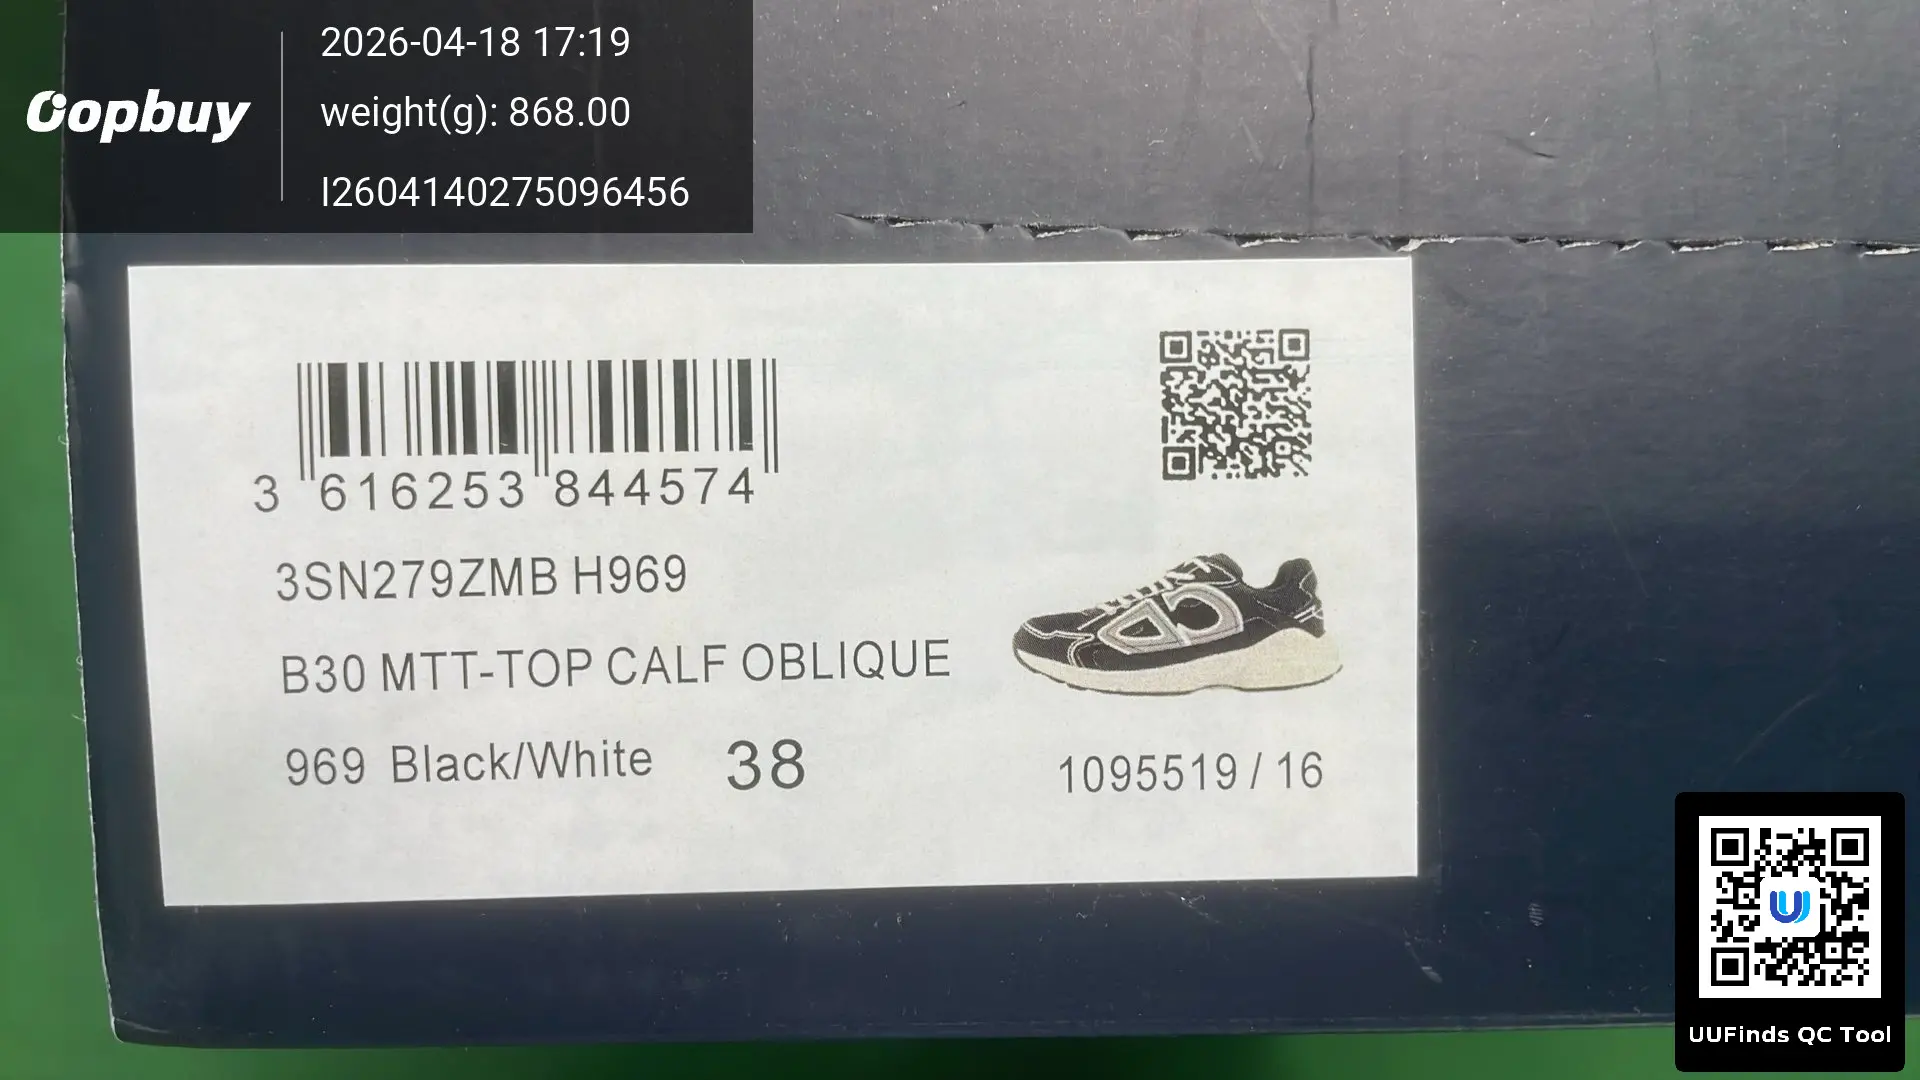 Oopbuy
2026-04-18 17:19
weight(g): 868.00
I2604140275096456
3 616253 844574
3SN279ZMB H969
B30 MTT-TOP CALF OBLIQUE
969 Black/White 38
1095519 / 16
UUFinds QC Tool